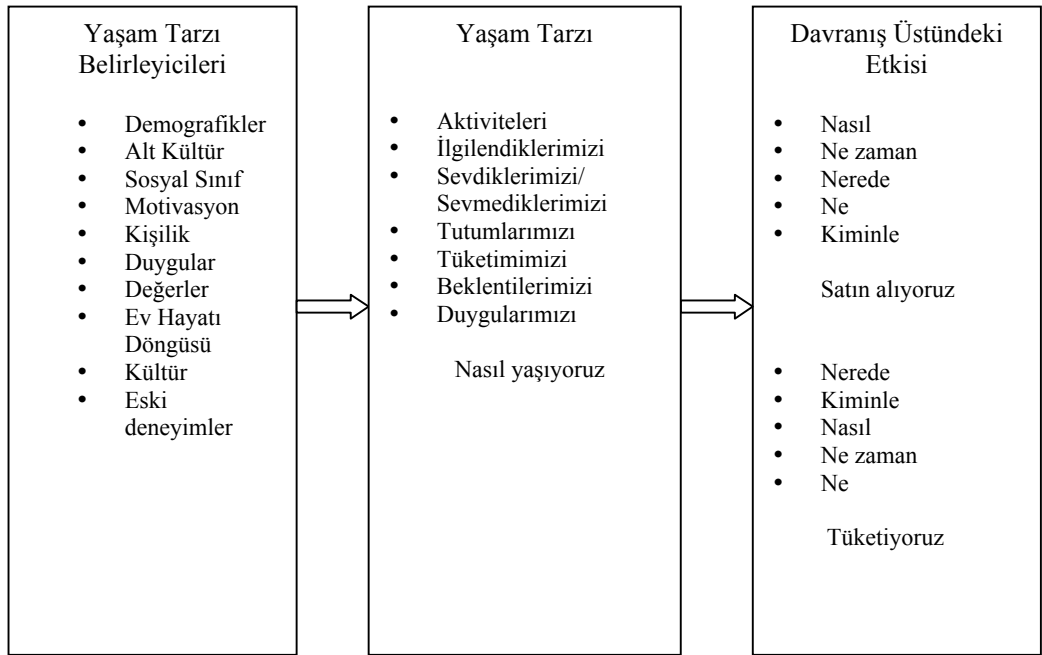 Yaşam Tarzı
Belirleyicileri
• Demografikler
• Alt Kültür
• Sosyal Sınıf
• Motivasyon
• Kişilik
• Duygular
• Değerler
• Ev Hayatı
Döngüsü
• Kültür
• Eski
deneyimler
Yaşam Tarzı
• Aktiviteleri
• İlgilendiklerimizi
• Sevdiklerimizi/
Sevmediklerimizi
• Tutumlarımızı
• Tüketimimizi
• Beklentilerimizi
• Duygularımızı
Nasıl yaşıyoruz
Davranış Üstündeki
Etkisi
• Nasıl
• Ne zaman
• Nerede
• Ne
• Kiminle
Satın alıyoruz
• Nerede
• Kiminle
• Nasıl
• Ne zaman
• Ne
Tüketiyoruz